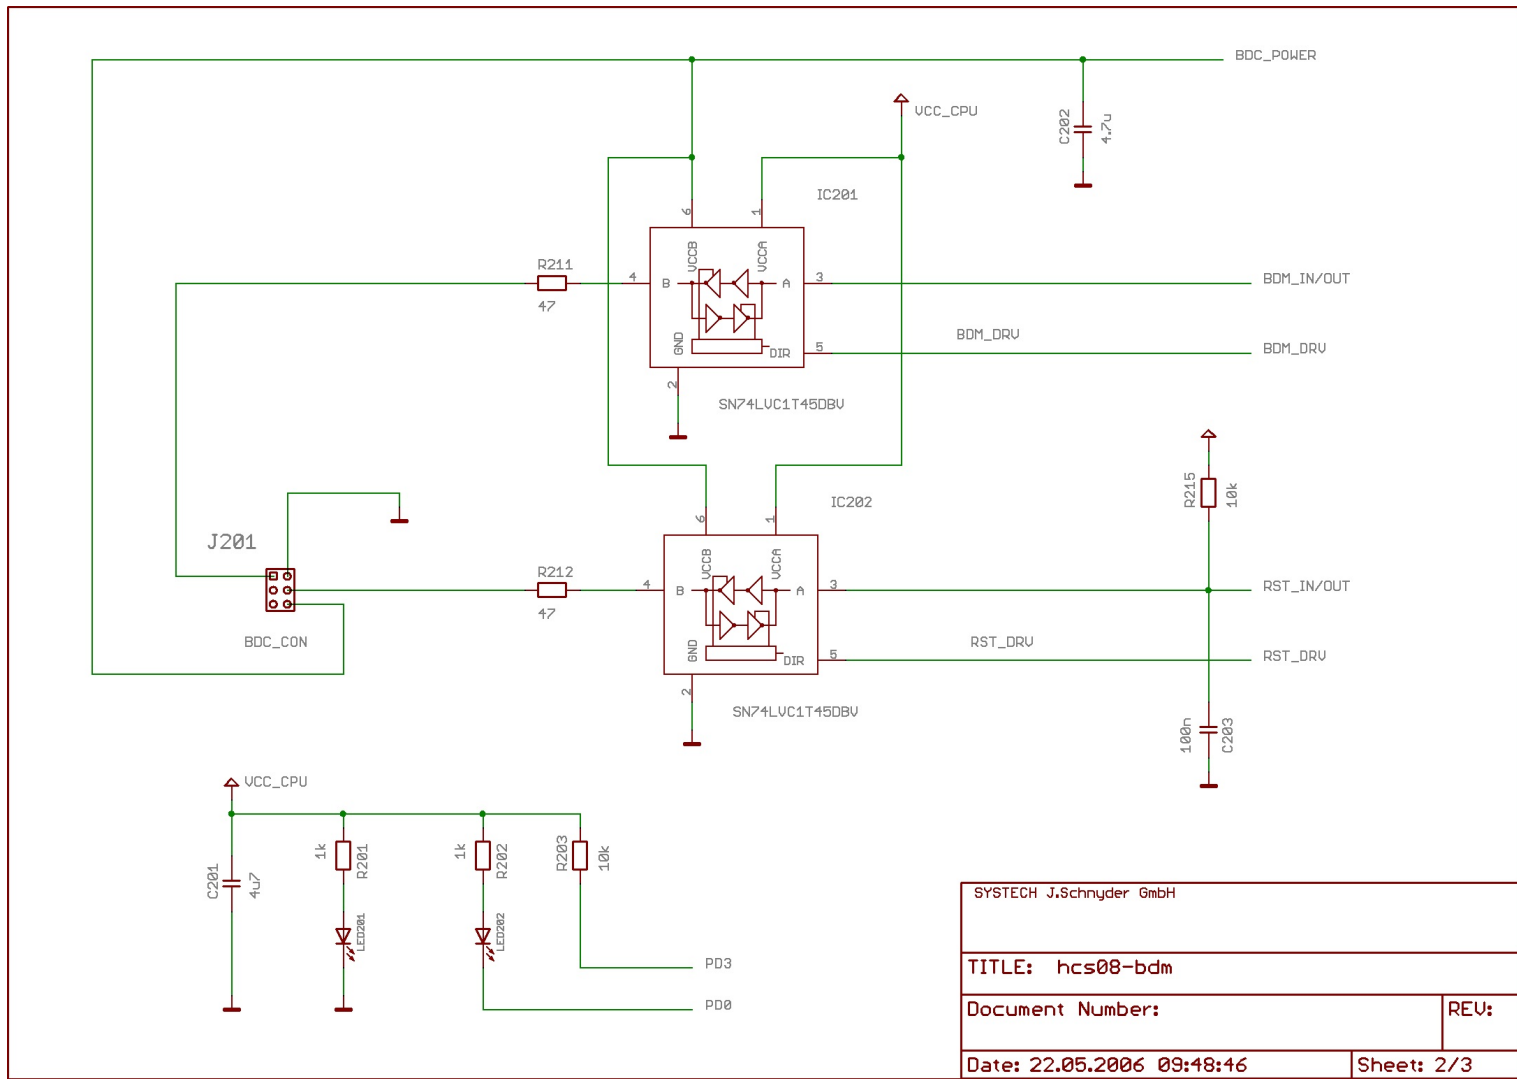 BDC_POWER
VCC_CPU
C202
4.7u
IC201
6
1
VCCB
VCCA
R211
47
4
B
A
3
BDM_IN/OUT
GND
DIR
5
BDM_DRV
BDM_DRV
2
SN74LVC1T45DBV
IC202
6
1
VCCB
VCCA
R215
10k
J201
BDC_CON
R212
47
4
B
A
3
RST_IN/OUT
GND
DIR
5
RST_DRV
RST_DRV
2
SN74LVC1T45DBV
100n
C203
VCC_CPU
C201
4u7
1k
R201
LED201
1k
R202
LED202
R203
10k
PD3
PD0
SYSTECH J.Schnyder GmbH
TITLE: hcs08-bdm
Document Number:
REV:
Date: 22.05.2006 09:48:46
Sheet: 2/3